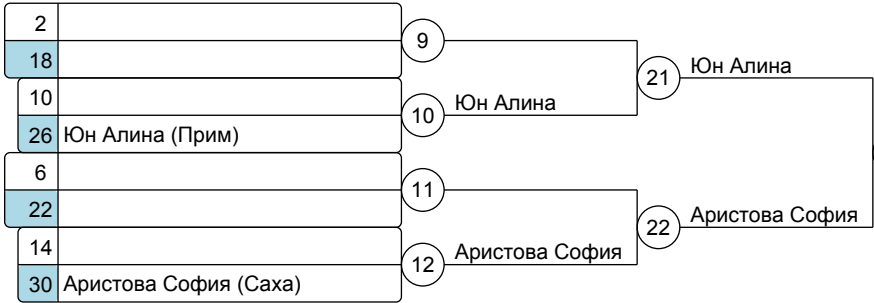 2
9
18
21 Юн Алина
10
10 Юн Алина
26 Юн Алина (Прим)
6
11
22
22 Аристова София
14
12 Аристова София
30 Аристова София (Саха)